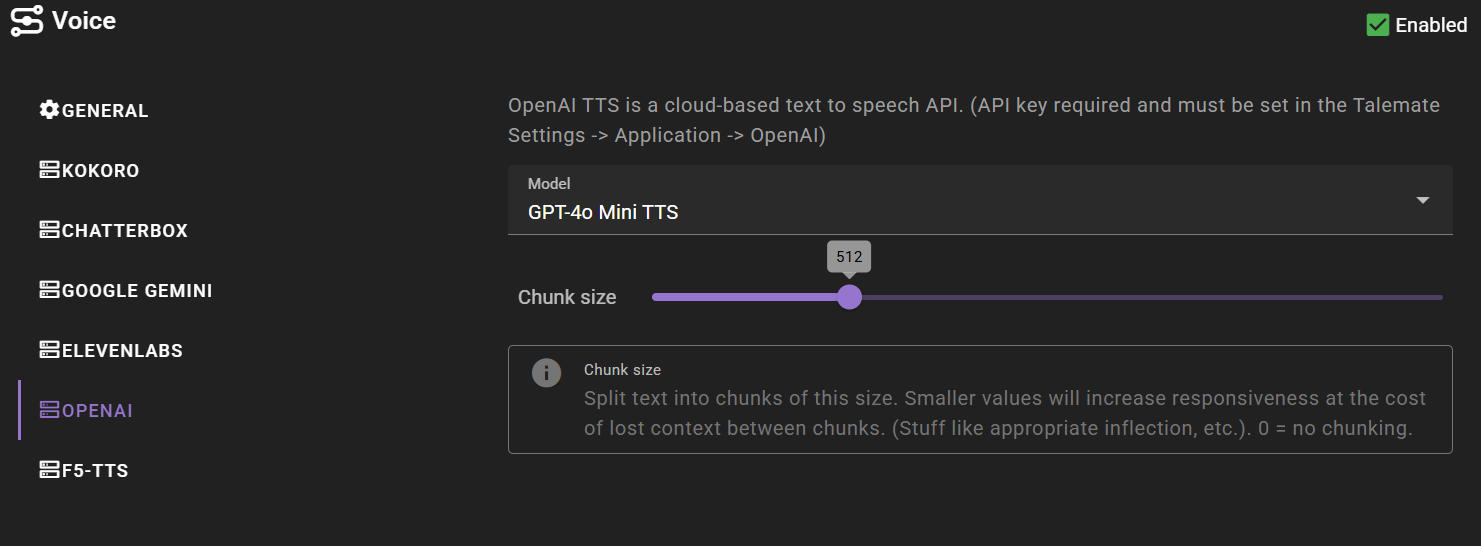 Voice
Enabled
GENERAL
KOKORO
CHATTERBOX
GOOGLE GEMINI
ELEVENLABS
OPENAI
F5-TTS
OpenAI TTS is a cloud-based text to speech API. (API key required and must be set in the Talemate
Settings -> Application -> OpenAI)
Model
GPT-4o Mini TTS
512
Chunk size
Chunk size
Split text into chunks of this size. Smaller values will increase responsiveness at the cost
of lost context between chunks. (Stuff like appropriate inflection, etc.). 0 = no chunking.